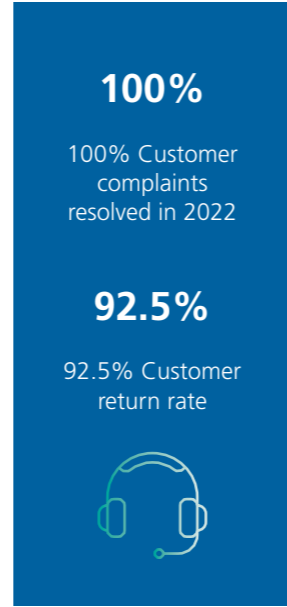 100%
100% Customer
complaints
resolved in 2022
92.5%
92.5% Customer
return rate